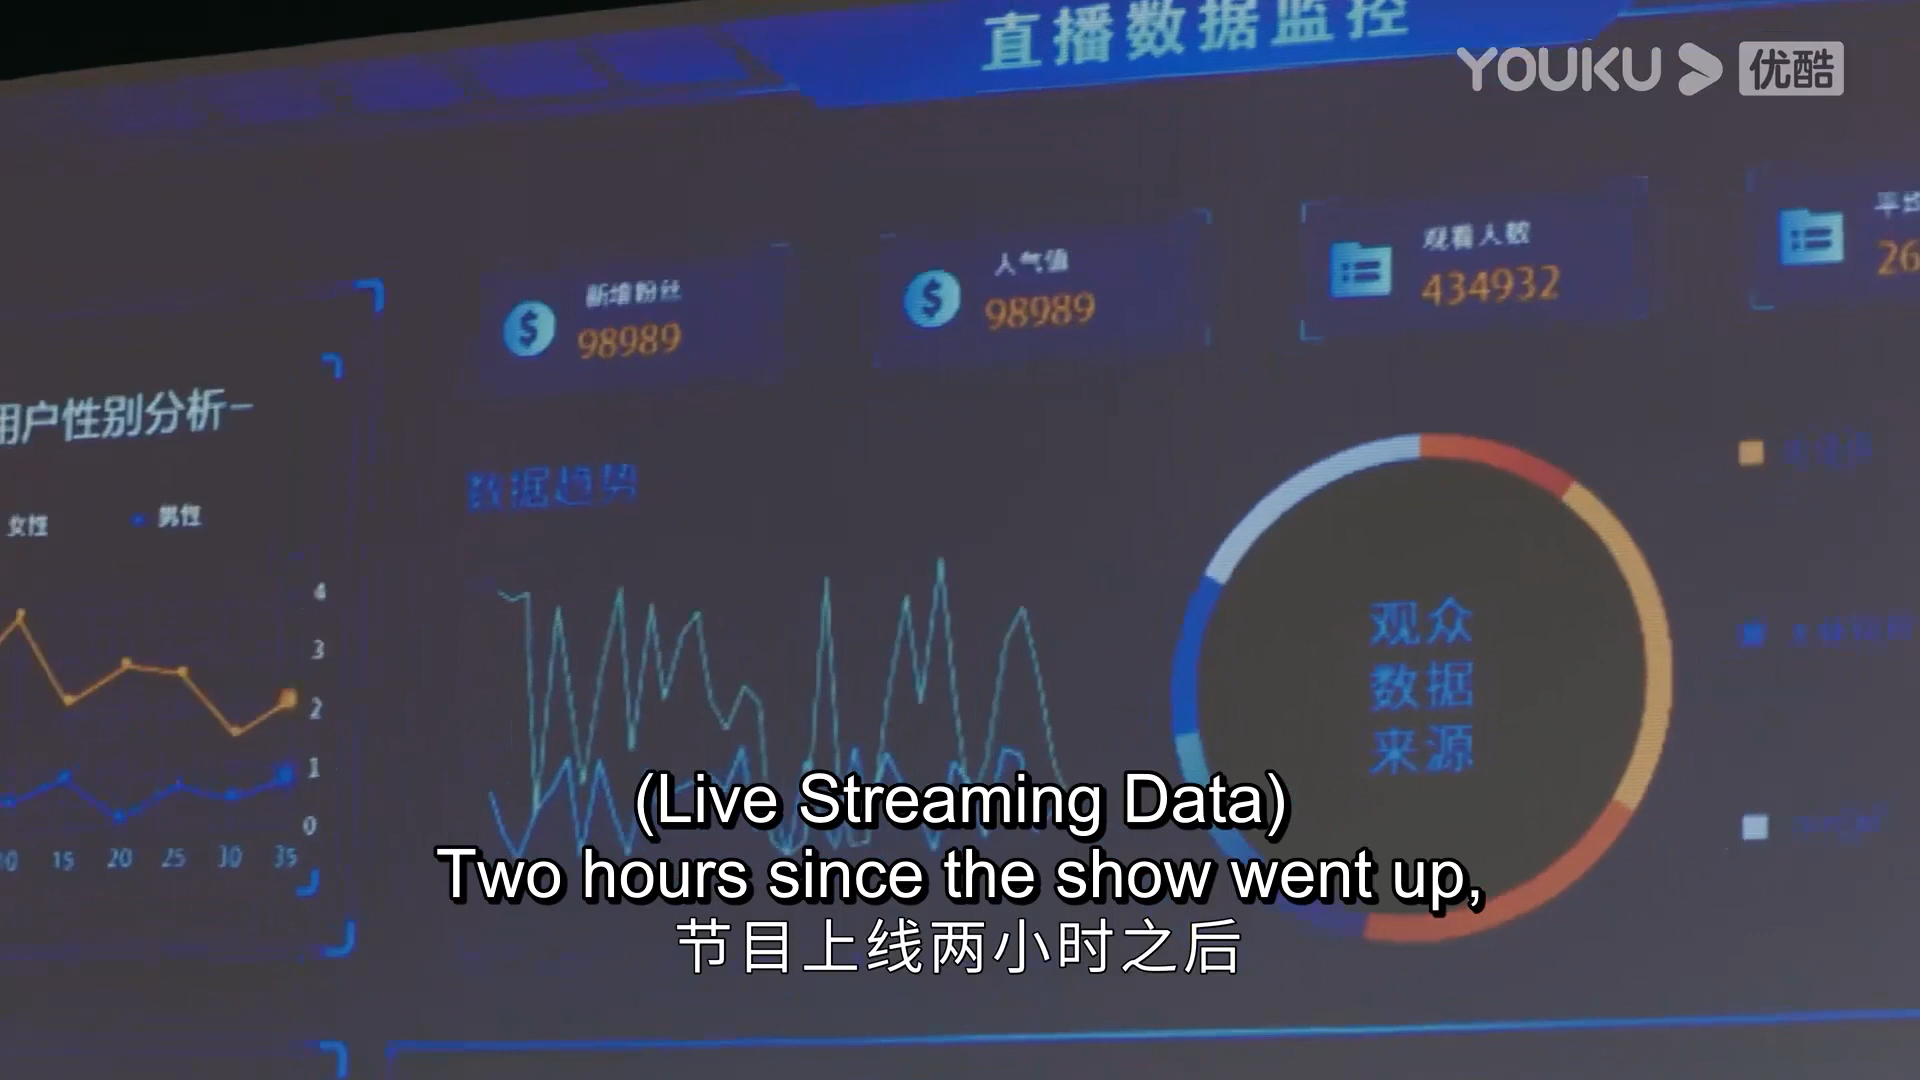 直播数据监控
YOUKU 优酷
新增粉丝
98989
人气值
98989
观看人数
434932
平均
26
用户性别分析-
女性
男性
4
3
2
1
0
15
20
25
30
35
数据趋势
观众
数据
来源
(Live Streaming Data)
Two hours since the show went up,
节目上线两小时之后